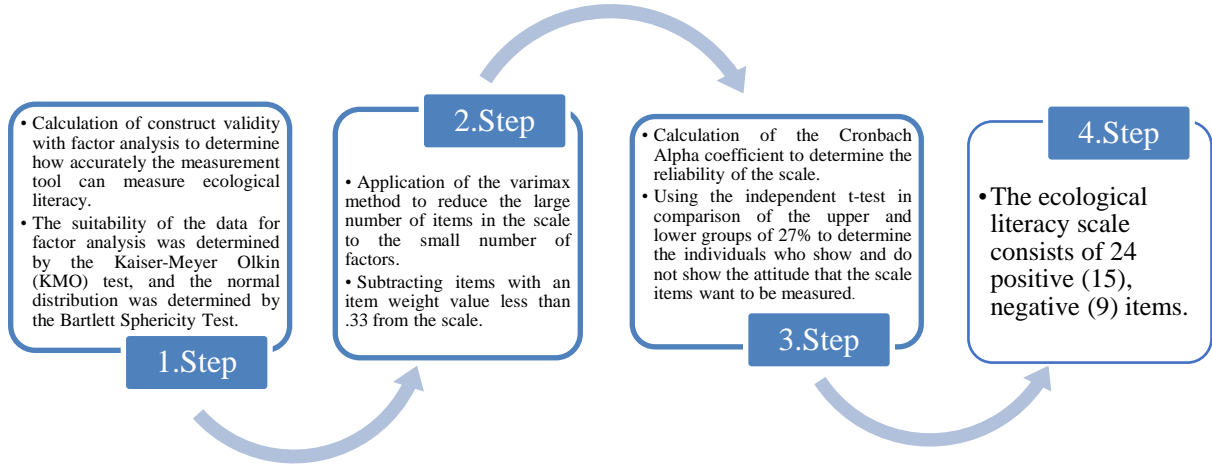 • Calculation of construct validity
with factor analysis to determine
how accurately the measurement
tool can measure ecological
literacy.
• The suitability of the data for
factor analysis was determined
by the Kaiser-Meyer Olkin
(KMO) test, and the normal
distribution was determined by
the Bartlett Sphericity Test.
1.Step
2.Step
• Application of the varimax
method to reduce the large
number of items in the scale
to the small number of
factors.
• Subtracting items with an
item weight value less than
.33 from the scale.
• Calculation of the Cronbach
Alpha coefficient to determine the
reliability of the scale.
• Using the independent t-test in
comparison of the upper and
lower groups of 27% to determine
the individuals who show and do
not show the attitude that the scale
items want to be measured.
3.Step
4.Step
• The ecological
literacy scale
consists of 24
positive (15),
negative (9) items.